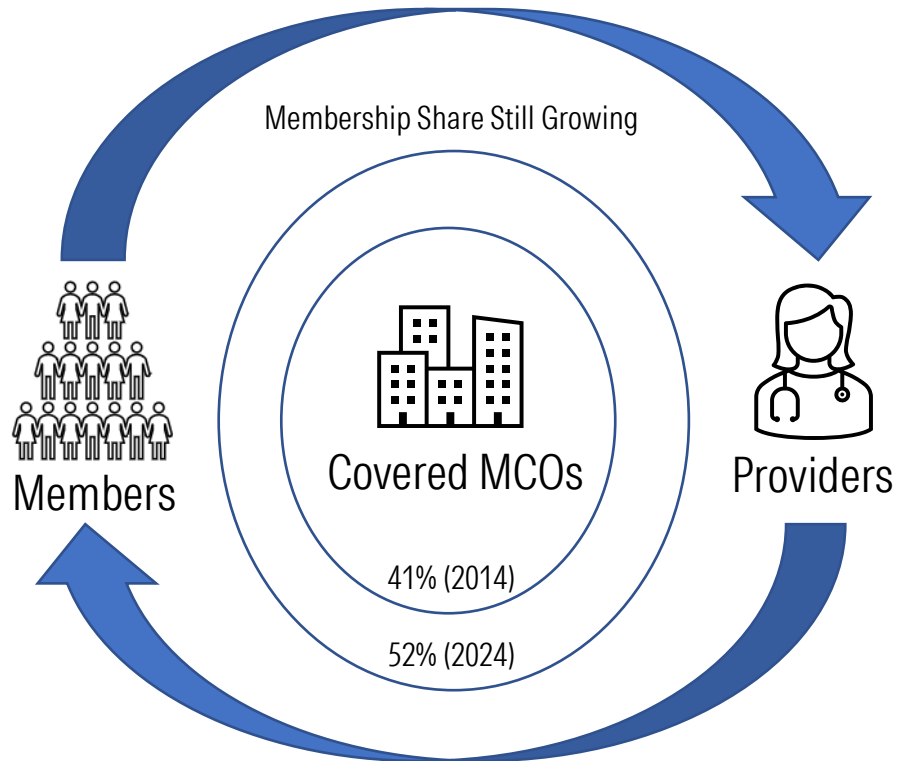 Membership Share Still Growing
Members
Covered MCOs
Providers
41% (2014)
52% (2024)